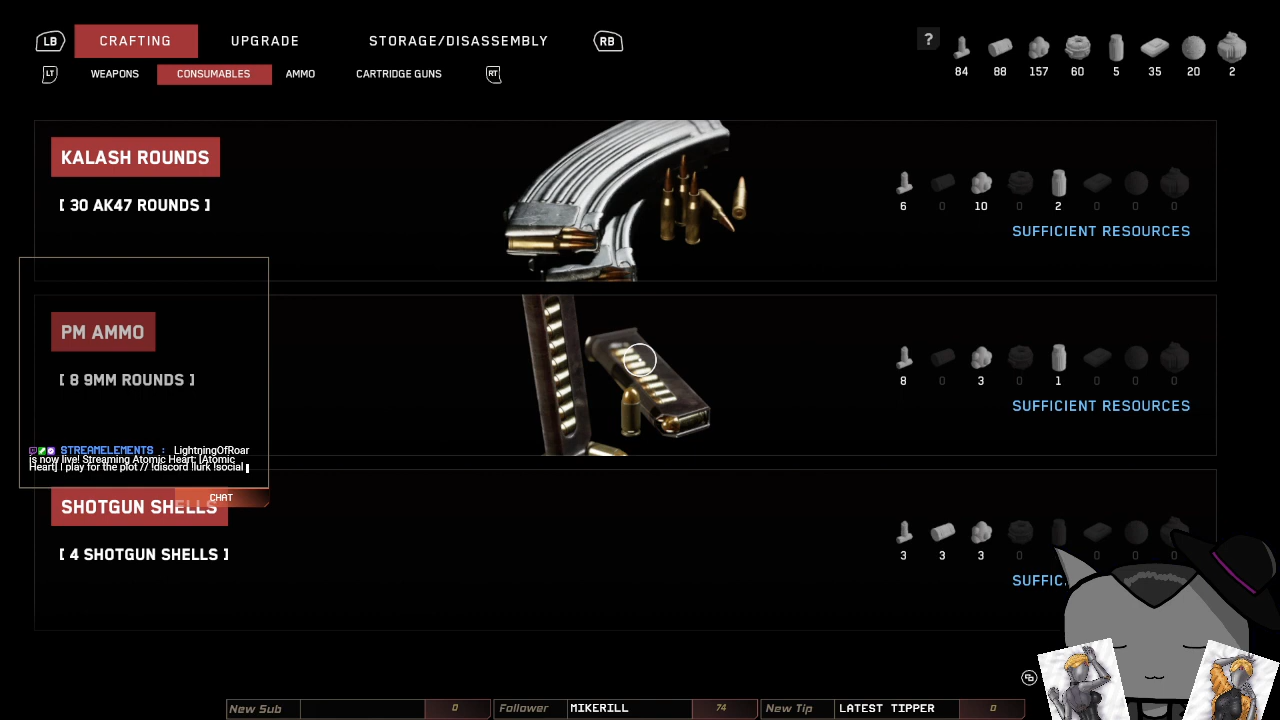 LB CRAFTING UPGRADE STORAGE/DISASSEMBLY RB ?
84 88 157 60 5 35 20 2
LT WEAPONS CONSUMABLES AMMO CARTRIDGE GUNS RT
KALASH ROUNDS
[ 30 AK47 ROUNDS ]
6 0 10 0 2 0 0 0
SUFFICIENT RESOURCES
PM AMMO
[ 8 9MM ROUNDS ]
8 0 3 0 1 0 0 0
SUFFICIENT RESOURCES
STREAMELEMENTS : LightningOfRoar
is now live! Streaming Atomic Heart: [Atomic
Heart] I play for the plot // !discord !lurk !social
CHAT
SHOTGUN SHELLS
[ 4 SHOTGUN SHELLS ]
3 3 3 0 0 0 0 0
SUFFIC
New Sub 0 Follower MIKERILL 74 New Tip LATEST TIPPER 0